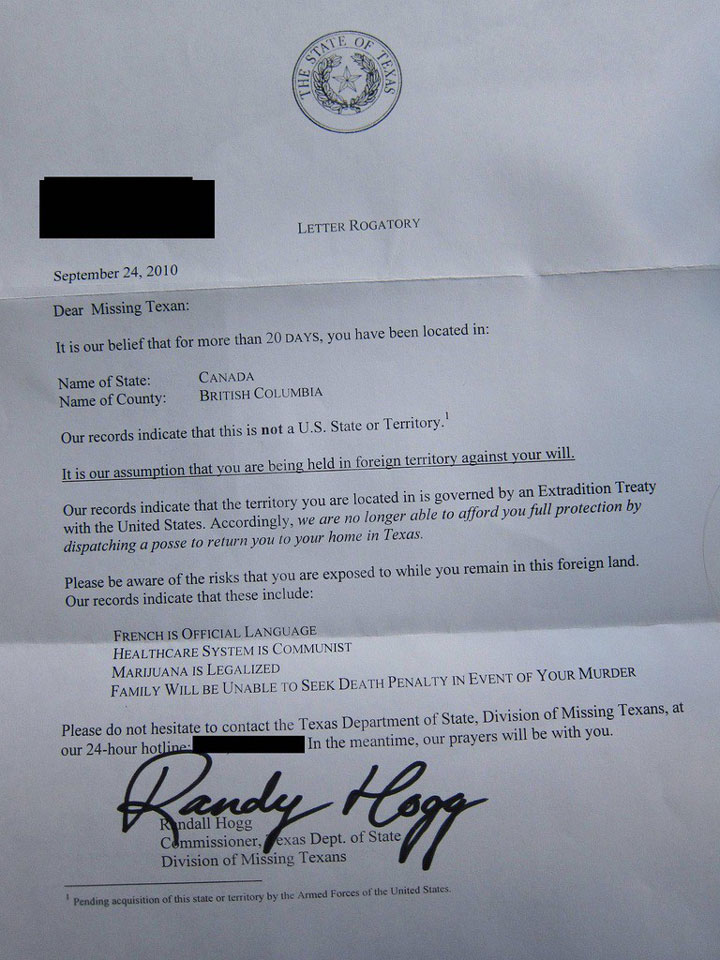 THE STATE OF TEXAS
LETTER ROGATORY
September 24, 2010
Dear Missing Texan:
It is our belief that for more than 20 DAYS, you have been located in:
Name of State: CANADA
Name of County: BRITISH COLUMBIA
Our records indicate that this is not a U.S. State or Territory.1
It is our assumption that you are being held in foreign territory against your will.
Our records indicate that the territory you are located in is governed by an Extradition Treaty
with the United States. Accordingly, we are no longer able to afford you full protection by
dispatching a posse to return you to your home in Texas.
Please be aware of the risks that you are exposed to while you remain in this foreign land.
Our records indicate that these include:
FRENCH IS OFFICIAL LANGUAGE
HEALTHCARE SYSTEM IS COMMUNIST
MARIJUANA IS LEGALIZED
FAMILY WILL BE UNABLE TO SEEK DEATH PENALTY IN EVENT OF YOUR MURDER
Please do not hesitate to contact the Texas Department of State, Division of Missing Texans, at
our 24-hour hotline: In the meantime, our prayers will be with you.
Randy Hogg
Randall Hogg
Commissioner, Texas Dept. of State
Division of Missing Texans
1 Pending acquisition of this state or territory by the Armed Forces of the United States.